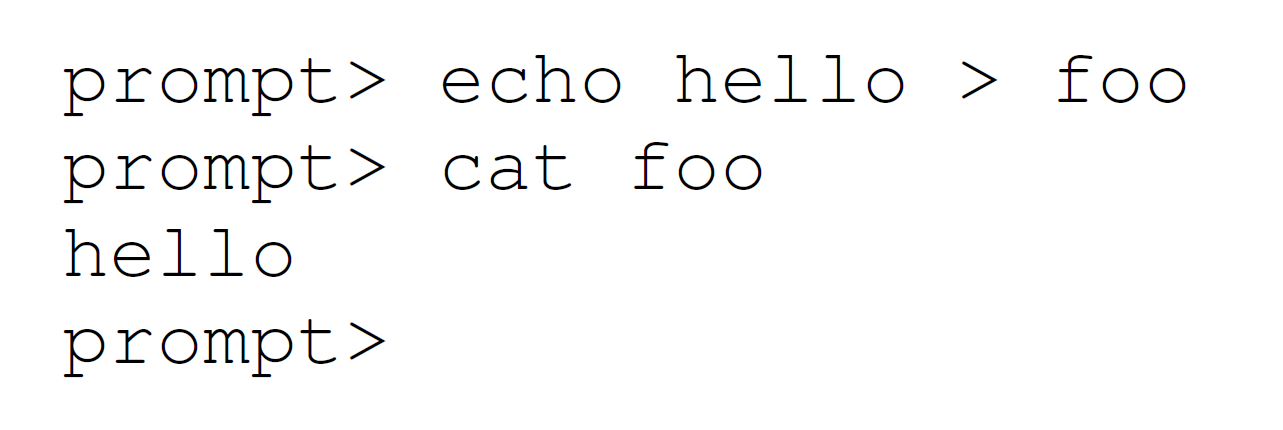 prompt> echo hello > foo
prompt> cat foo
hello
prompt>